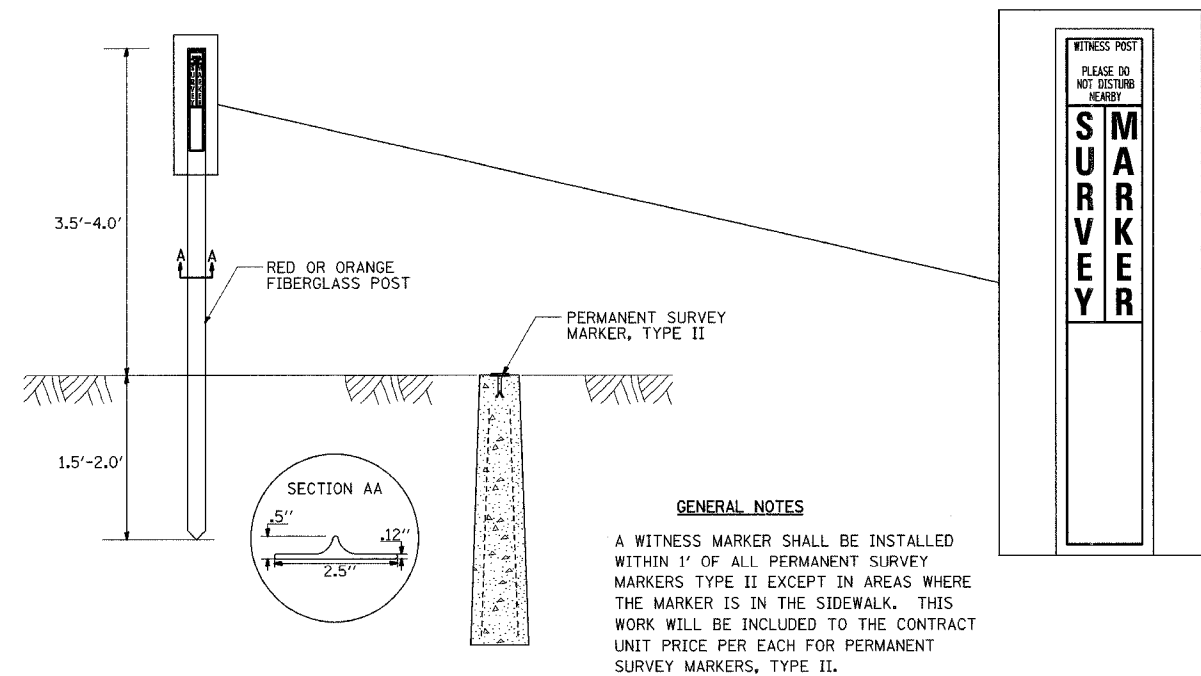 WITNESS POST
PLEASE DO
NOT DISTURB
NEARBY
SURVEY
MARKER
3.5'-4.0'
A A
RED OR ORANGE
FIBERGLASS POST
PERMANENT SURVEY
MARKER, TYPE II
1.5'-2.0'
SECTION AA
.5"
.12"
2.5"
GENERAL NOTES
A WITNESS MARKER SHALL BE INSTALLED
WITHIN 1' OF ALL PERMANENT SURVEY
MARKERS TYPE II EXCEPT IN AREAS WHERE
THE MARKER IS IN THE SIDEWALK. THIS
WORK WILL BE INCLUDED TO THE CONTRACT
UNIT PRICE PER EACH FOR PERMANENT
SURVEY MARKERS, TYPE II.